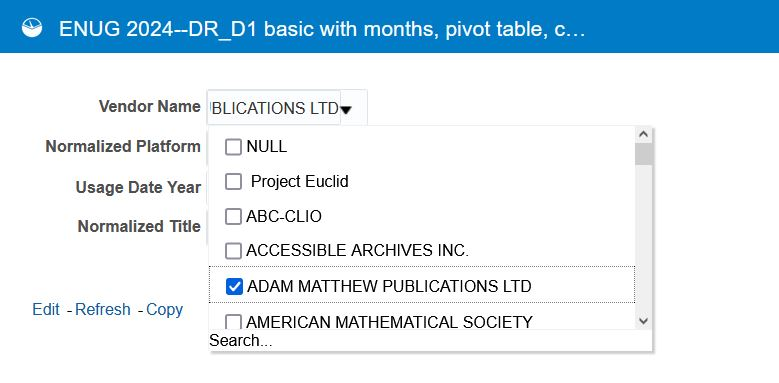 ENUG 2024--DR_D1 basic with months, pivot table, c...
Vendor Name BLICATIONS LTD
Normalized Platform
Usage Date Year
Normalized Title
NULL
Project Euclid
ABC-CLIO
ACCESSIBLE ARCHIVES INC.
ADAM MATTHEW PUBLICATIONS LTD
AMERICAN MATHEMATICAL SOCIETY
Search...
Edit - Refresh - Copy